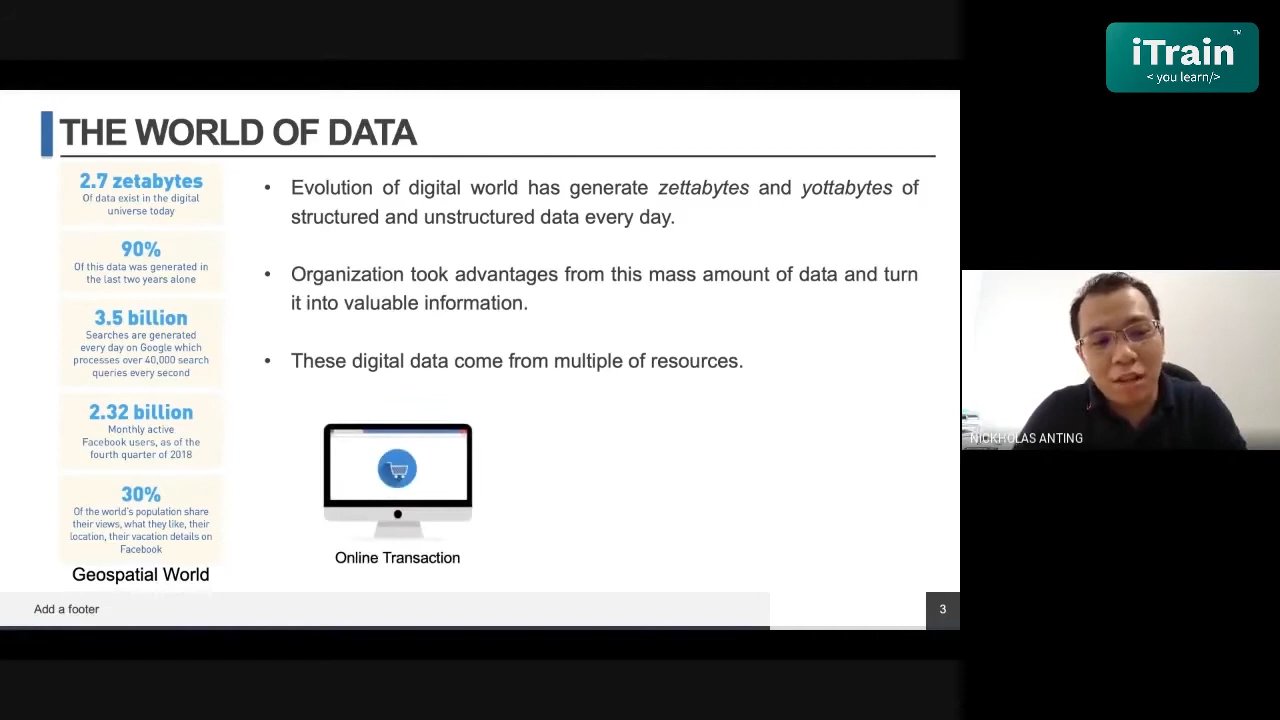 iTrain™
< you learn/>
THE WORLD OF DATA
2.7 zetabytes
Of data exist in the digital
universe today
90%
Of this data was generated in
the last two years alone
3.5 billion
Searches are generated
every day on Google which
processes over 40,000 search
queries every second
2.32 billion
Monthly active
Facebook users, as of the
fourth quarter of 2018
30%
Of the world's population share
their views, what they like, their
location, their vacation details on
Facebook
Geospatial World
• Evolution of digital world has generate zettabytes and yottabytes of
structured and unstructured data every day.
• Organization took advantages from this mass amount of data and turn
it into valuable information.
• These digital data come from multiple of resources.
Online Transaction
Add a footer
3
NICKHOLAS ANTING